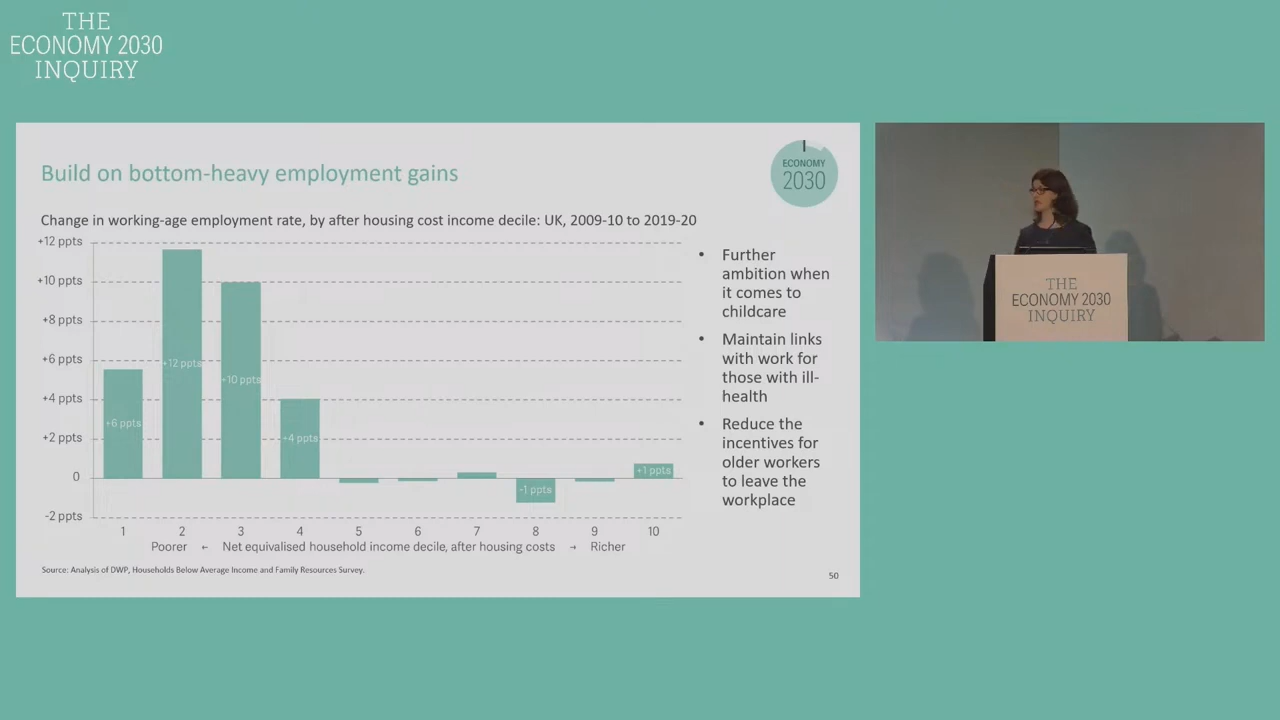 THE
ECONOMY 2030
INQUIRY
Build on bottom-heavy employment gains
ECONOMY
2030
Change in working-age employment rate, by after housing cost income decile: UK, 2009-10 to 2019-20
+12 ppts
+10 ppts
+8 ppts
+6 ppts
+4 ppts
+2 ppts
0
-2 ppts
+6 ppts
+12 ppts
+10 ppts
+4 ppts
-1 ppts
+1 ppts
1 2 3 4 5 6 7 8 9 10
Poorer ← Net equivalised household income decile, after housing costs → Richer
Source: Analysis of DWP, Households Below Average Income and Family Resources Survey.
• Further
ambition when
it comes to
childcare
• Maintain links
with work for
those with ill-
health
• Reduce the
incentives for
older workers
to leave the
workplace
50
THE
ECONOMY 2030
INQUIRY